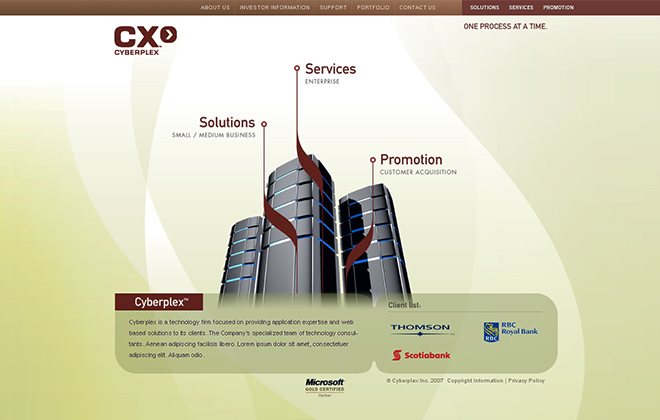 ABOUT US | INVESTOR INFORMATION | SUPPORT | PORTFOLIO | CONTACT US
SOLUTIONS SERVICES PROMOTION
ONE PROCESS AT A TIME.
CX
CYBERPLEX
Services
ENTERPRISE
Solutions
SMALL / MEDIUM BUSINESS
Promotion
CUSTOMER ACQUISITION
Cyberplex™
Cyberplex is a technology firm focused on providing application expertise and web
based solutions to its clients. The Company's specialized team of technology consul-
tants. Aenean adipiscing facilisis libero. Lorem ipsum dolor sit amet, consectetuer
adipiscing elit. Aliquam odio.
Client list:
THOMSON
RBC
RBC
Royal Bank
Scotiabank
Microsoft
GOLD CERTIFIED
Partner
© Cyberplex Inc. 2007 Copyright Information | Privacy Policy